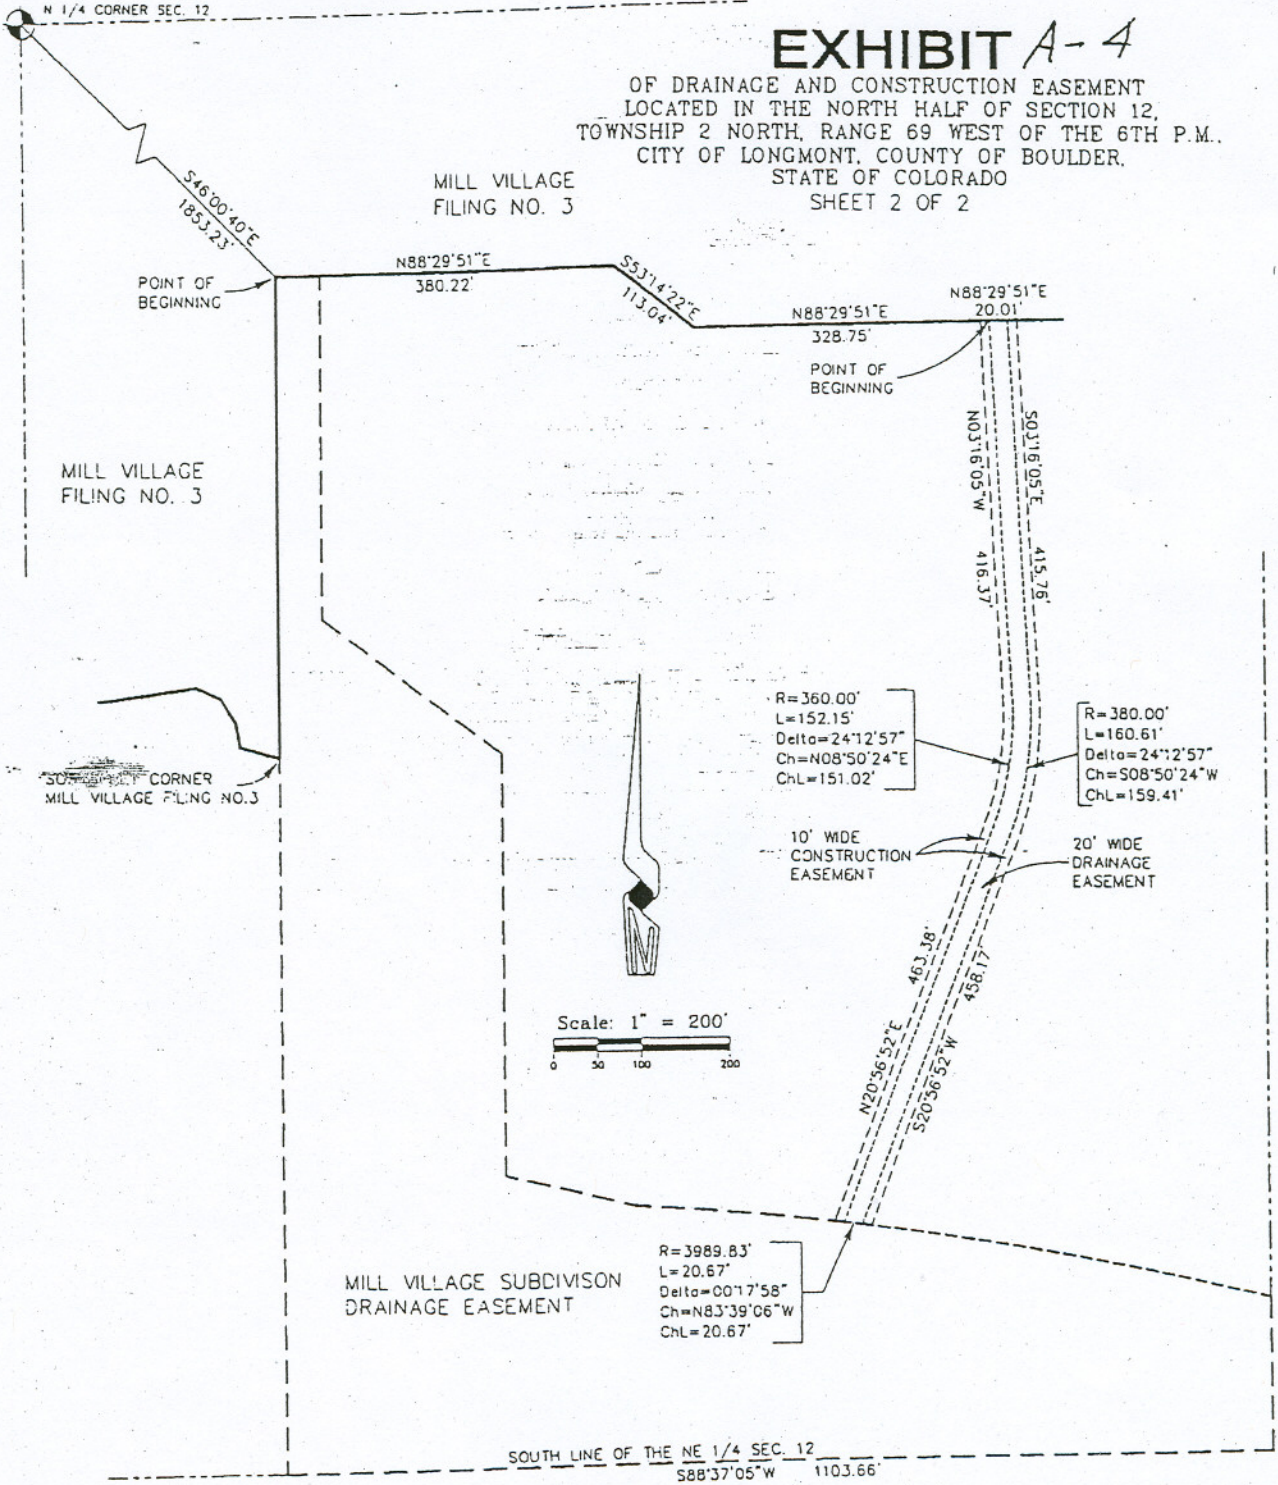 N 1/4 CORNER SEC. 12
EXHIBIT A-4
OF DRAINAGE AND CONSTRUCTION EASEMENT
LOCATED IN THE NORTH HALF OF SECTION 12,
TOWNSHIP 2 NORTH, RANGE 69 WEST OF THE 6TH P.M.,
CITY OF LONGMONT, COUNTY OF BOULDER,
STATE OF COLORADO
SHEET 2 OF 2
MILL VILLAGE
FILING NO. 3
S46°00'40"E
1853.23'
POINT OF
BEGINNING
N88°29'51"E
380.22'
S53°14'22"E
113.04'
N88°29'51"E
328.75'
N88°29'51"E
20.01'
POINT OF
BEGINNING
MILL VILLAGE
FILING NO. 3
N03°16'05"W
416.37'
S03°16'05"E
415.76'
R=360.00'
L=152.15'
Delta=24°12'57"
Ch=N08°50'24"E
ChL=151.02'
R=380.00'
L=160.61'
Delta=24°12'57"
Ch=S08°50'24"W
ChL=159.41'
CORNER
MILL VILLAGE FILING NO.3
10' WIDE
CONSTRUCTION
EASEMENT
20' WIDE
DRAINAGE
EASEMENT
N20°56'52"E
463.38'
S20°56'52"W
458.17'
N
Scale: 1" = 200'
0 50 100 200
R=3989.83'
L=20.67'
Delta=00°17'58"
Ch=N83°39'06"W
ChL=20.67'
MILL VILLAGE SUBDIVISON
DRAINAGE EASEMENT
SOUTH LINE OF THE NE 1/4 SEC. 12
S88°37'05"W 1103.66'